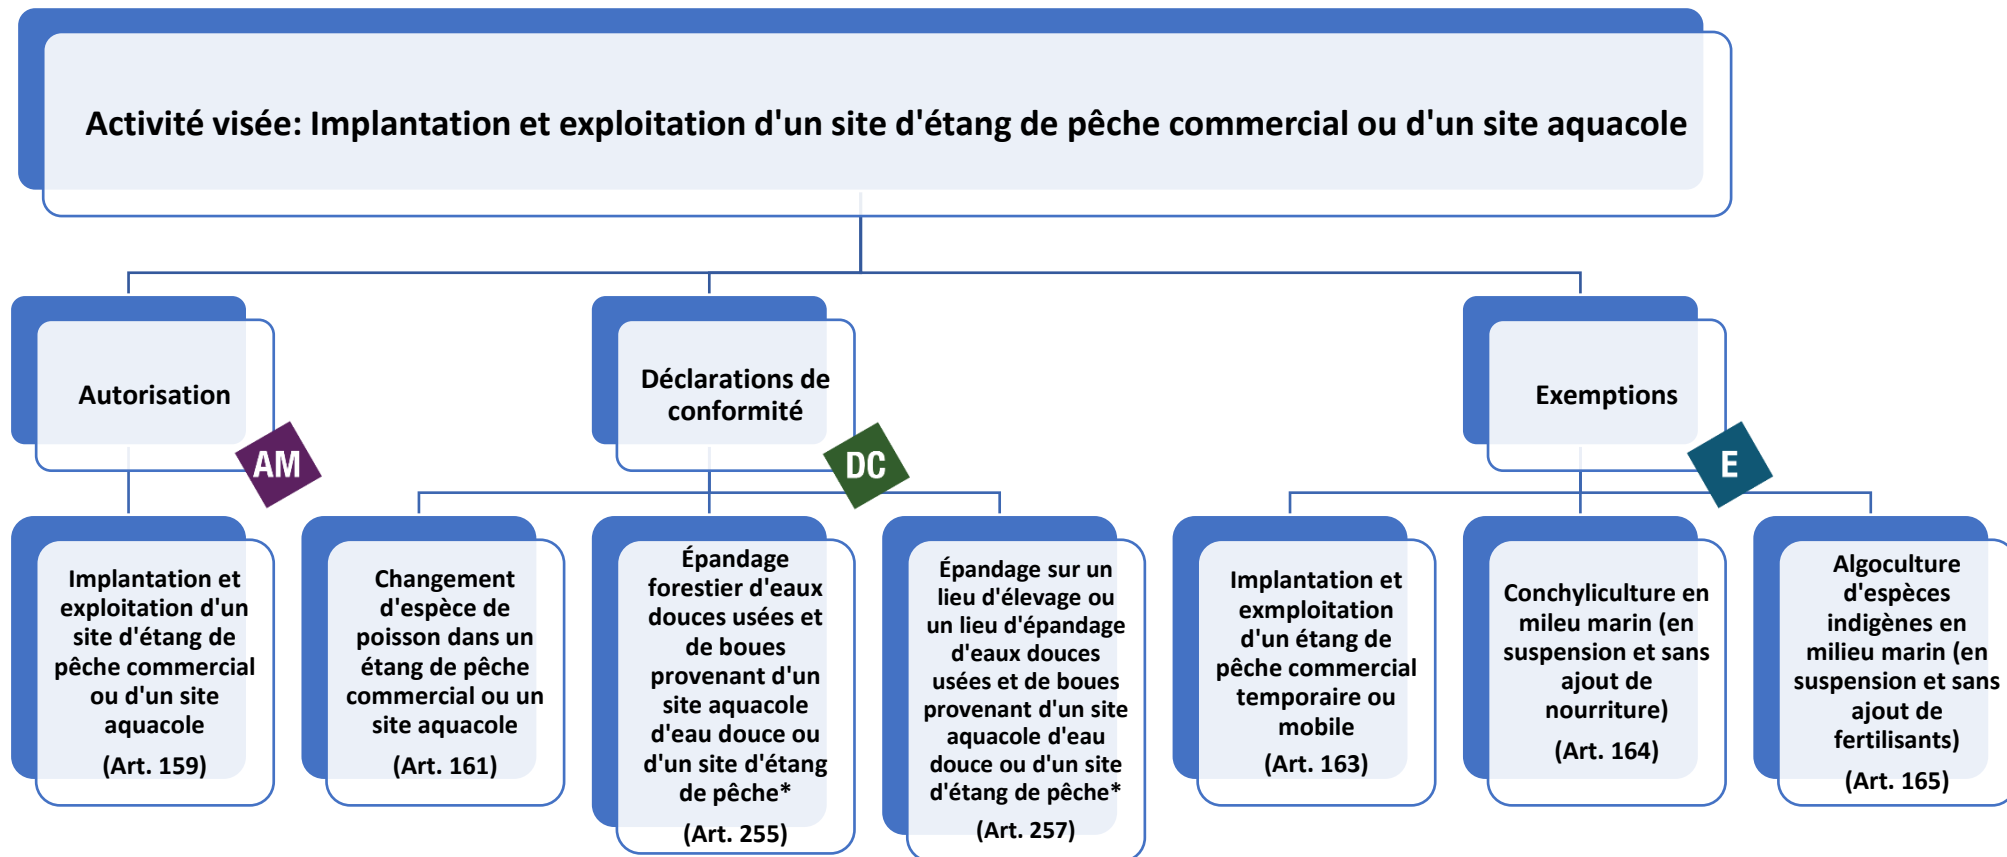 Activité visée: Implantation et exploitation d'un site d'étang de pêche commercial ou d'un site aquacole
Autorisation
AM
Déclarations de
conformité
DC
Exemptions
E
Implantation et
exploitation d'un
site d'étang de
pêche commercial
ou d'un site
aquacole
(Art. 159)
Changement
d'espèce de
poisson dans un
étang de pêche
commercial ou un
site aquacole
(Art. 161)
Épandage
forestier d'eaux
douces usées et
de boues
provenant d'un
site aquacole
d'eau douce ou
d'un site d'étang
de pêche*
(Art. 255)
Épandage sur un
lieu d'élevage ou
un lieu d'épandage
d'eaux douces
usées et de boues
provenant d'un site
aquacole d'eau
douce ou d'un site
d'étang de pêche*
(Art. 257)
Implantation et
exmploitation
d'un étang de
pêche commercial
temporaire ou
mobile
(Art. 163)
Conchyliculture en
mileu marin (en
suspension et sans
ajout de
nourriture)
(Art. 164)
Algoculture
d'espèces
indigènes en
milieu marin (en
suspension et sans
ajout de
fertilisants)
(Art. 165)